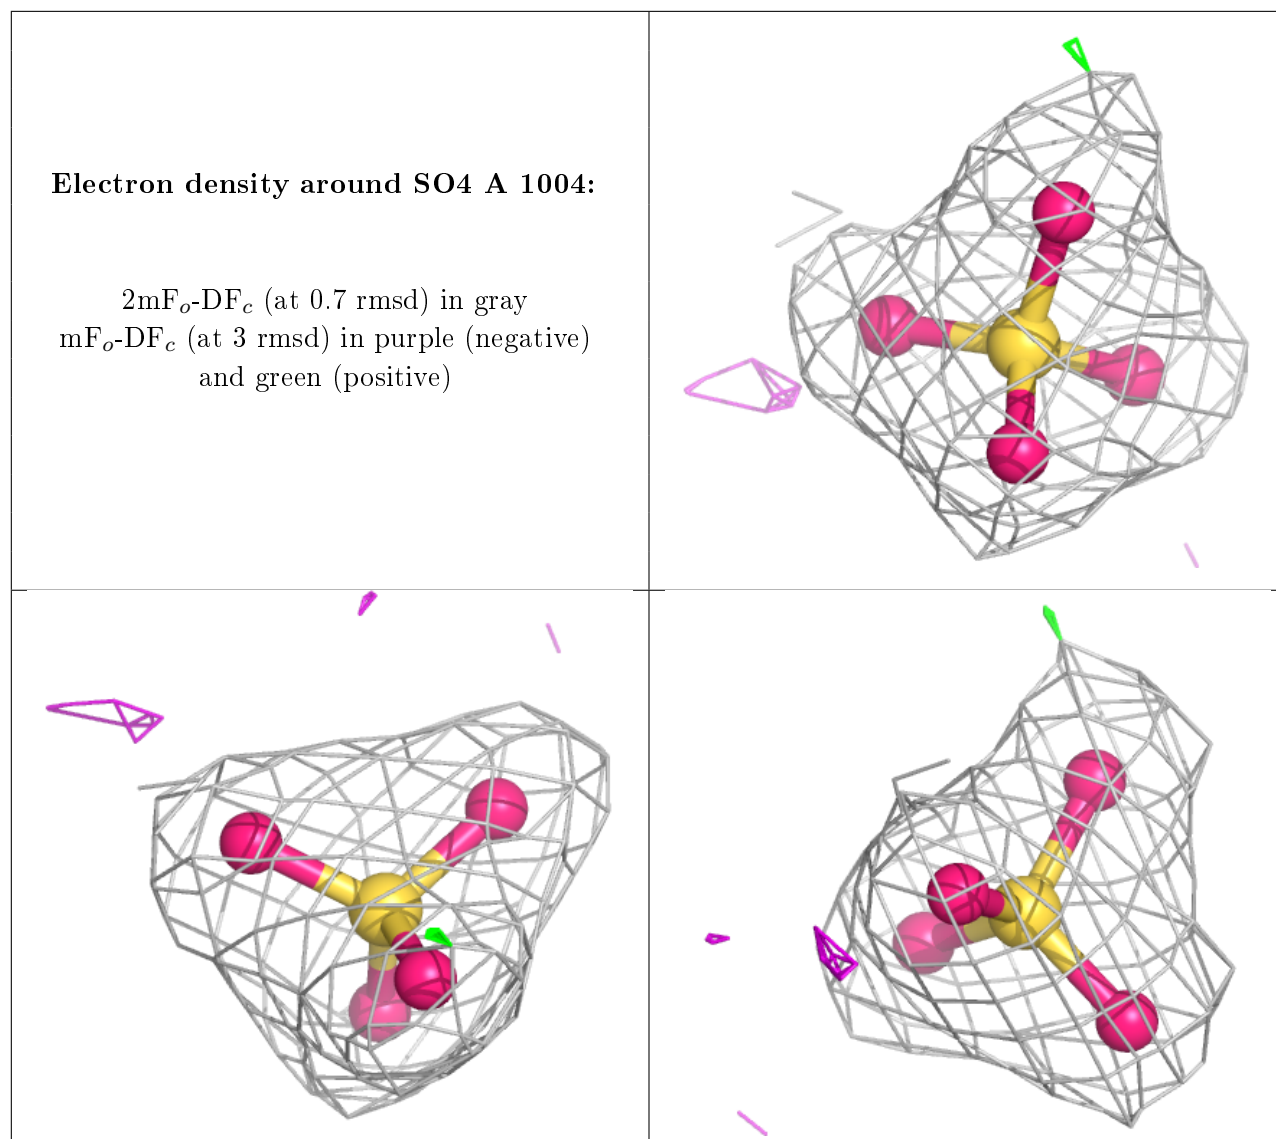 Electron density around SO4 A 1004:
2mFo-DFc (at 0.7 rmsd) in gray
mFo-DFc (at 3 rmsd) in purple (negative)
and green (positive)